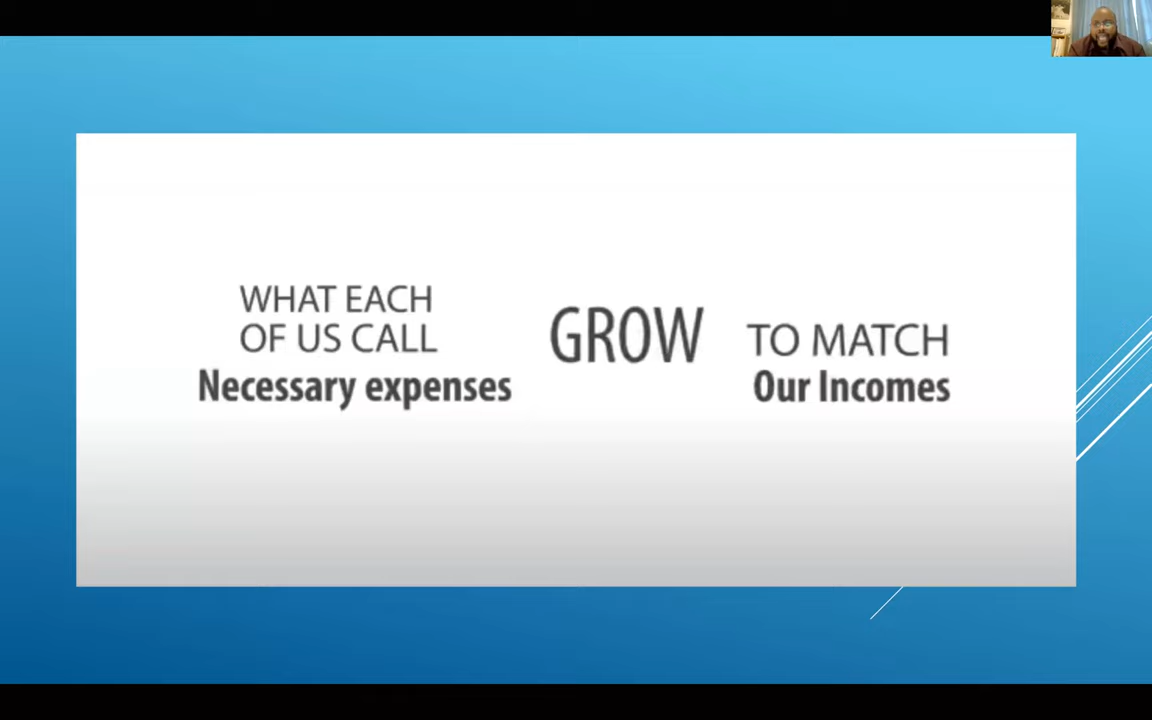 WHAT EACH
OF US CALL
Necessary expenses
GROW
TO MATCH
Our Incomes